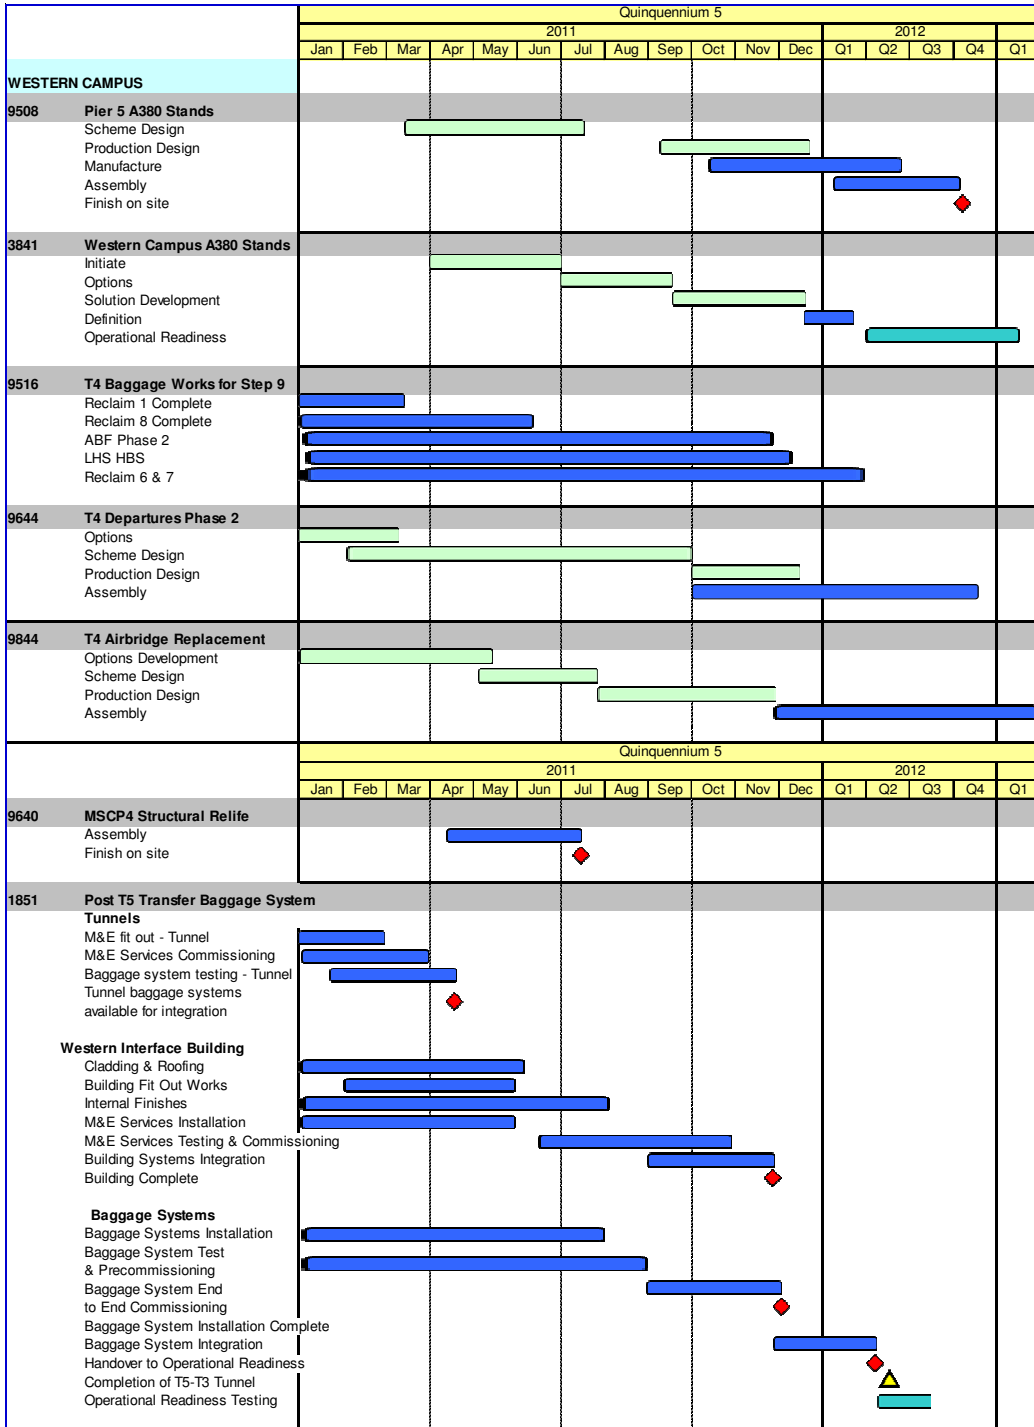 Quinquennium 5
2011 2012
Jan Feb Mar Apr May Jun Jul Aug Sep Oct Nov Dec Q1 Q2 Q3 Q4 Q1
WESTERN CAMPUS
9508 Pier 5 A380 Stands
Scheme Design
Production Design
Manufacture
Assembly
Finish on site
3841 Western Campus A380 Stands
Initiate
Options
Solution Development
Definition
Operational Readiness
9516 T4 Baggage Works for Step 9
Reclaim 1 Complete
Reclaim 8 Complete
ABF Phase 2
LHS HBS
Reclaim 6 & 7
9644 T4 Departures Phase 2
Options
Scheme Design
Production Design
Assembly
9844 T4 Airbridge Replacement
Options Development
Scheme Design
Production Design
Assembly
Quinquennium 5
2011 2012
Jan Feb Mar Apr May Jun Jul Aug Sep Oct Nov Dec Q1 Q2 Q3 Q4 Q1
9640 MSCP4 Structural Relife
Assembly
Finish on site
1851 Post T5 Transfer Baggage System
Tunnels
M&E fit out - Tunnel
M&E Services Commissioning
Baggage system testing - Tunnel
Tunnel baggage systems
available for integration
Western Interface Building
Cladding & Roofing
Building Fit Out Works
Internal Finishes
M&E Services Installation
M&E Services Testing & Commissioning
Building Systems Integration
Building Complete
Baggage Systems
Baggage Systems Installation
Baggage System Test
& Precommissioning
Baggage System End
to End Commissioning
Baggage System Installation Complete
Baggage System Integration
Handover to Operational Readiness
Completion of T5-T3 Tunnel
Operational Readiness Testing